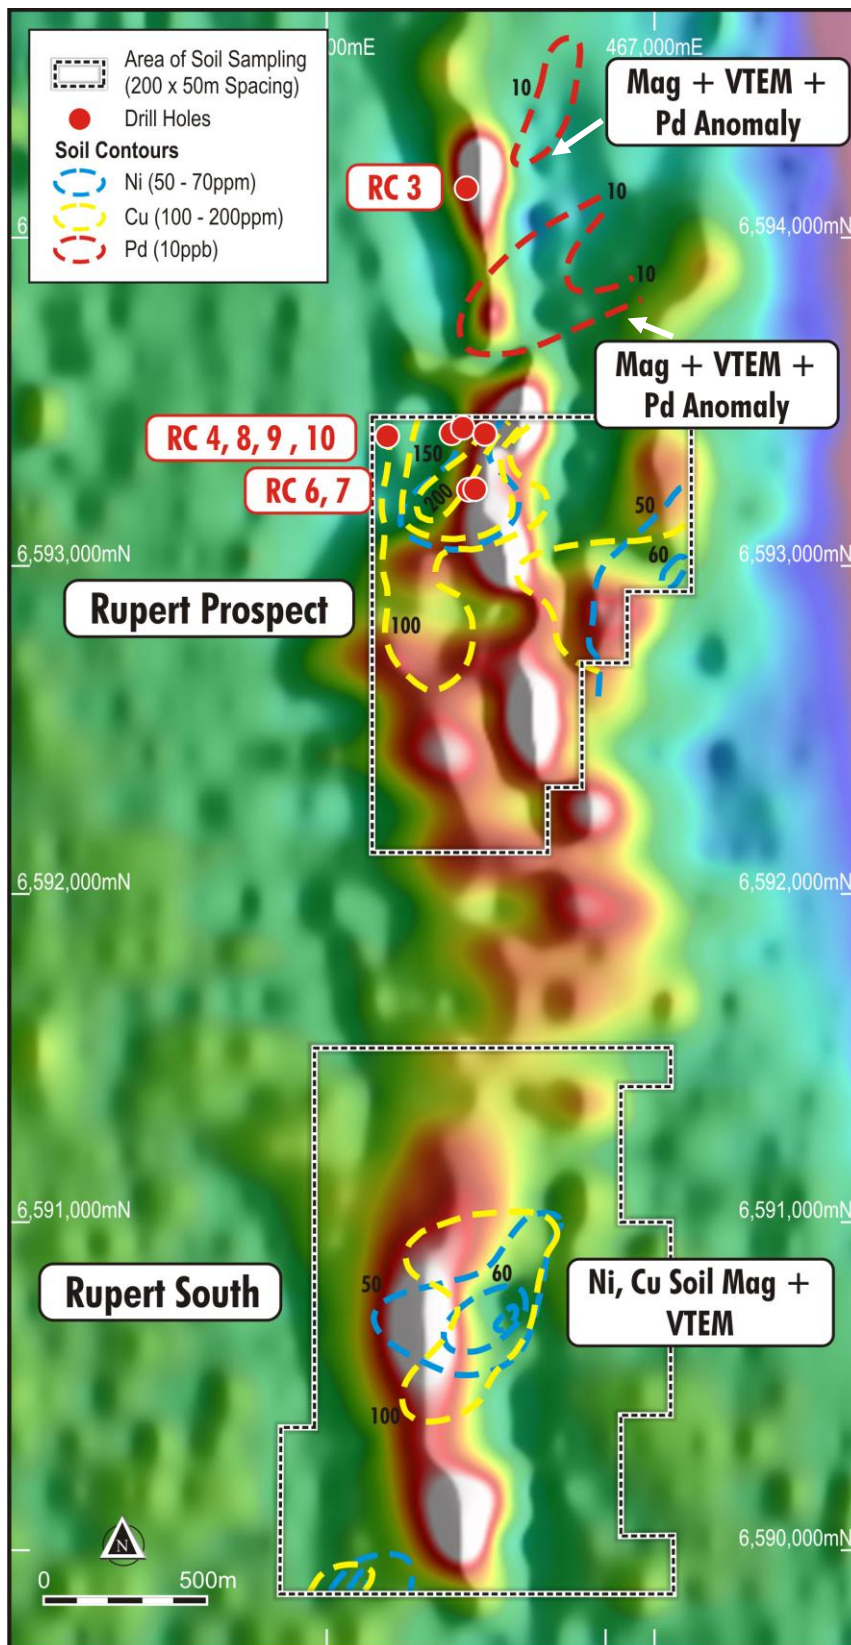 Area of Soil Sampling
(200 x 50m Spacing)
Drill Holes
Soil Contours
Ni (50 - 70ppm)
Cu (100 - 200ppm)
Pd (10ppb)
00mE
467,000mE
10
Mag + VTEM +
Pd Anomaly
RC 3
10
6,594,000mN
10
Mag + VTEM +
Pd Anomaly
RC 4, 8, 9 , 10
150
RC 6, 7
200
50
60
6,593,000mN
6,593,000mN
Rupert Prospect
100
6,592,000mN
6,592,000mN
6,591,000mN
6,591,000mN
Rupert South
50
60
Ni, Cu Soil Mag +
VTEM
100
N
6,590,000mN
0
500m